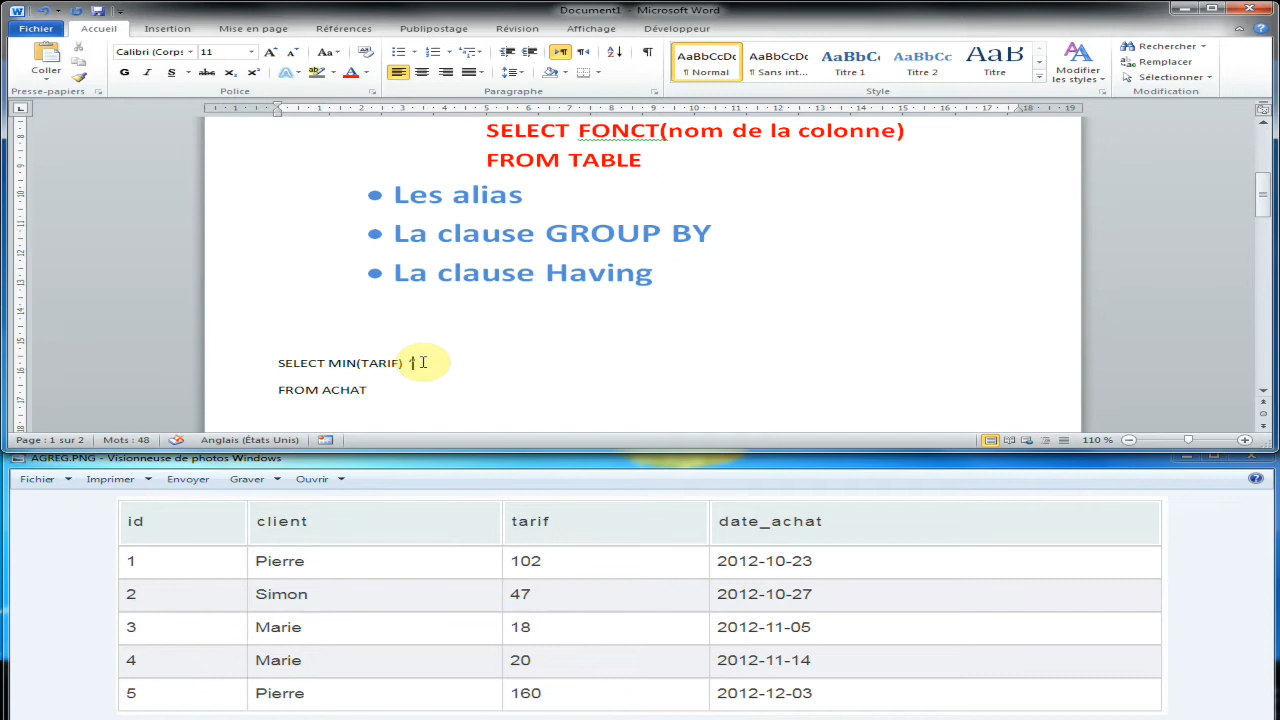 Document1 - Microsoft Word
Fichier Accueil Insertion Mise en page Références Publipostage Révision Affichage Développeur
Coller
Calibri (Corps 11
AaBbCcDc AaBbCcDc AaBbCc AaBbCc AaB
¶ Normal ¶ Sans int... Titre 1 Titre 2 Titre
Modifier les styles
Rechercher
Remplacer
Sélectionner
Presse-papiers Police Paragraphe Style Modification
SELECT FONCT(nom de la colonne)
FROM TABLE
• Les alias
• La clause GROUP BY
• La clause Having
SELECT MIN(TARIF)
FROM ACHAT
Page : 1 sur 2 Mots : 48 Anglais (États Unis) 110 %
AGREG.PNG - Visionneuse de photos Windows
Fichier Imprimer Envoyer Graver Ouvrir
id client tarif date_achat
1 Pierre 102 2012-10-23
2 Simon 47 2012-10-27
3 Marie 18 2012-11-05
4 Marie 20 2012-11-14
5 Pierre 160 2012-12-03